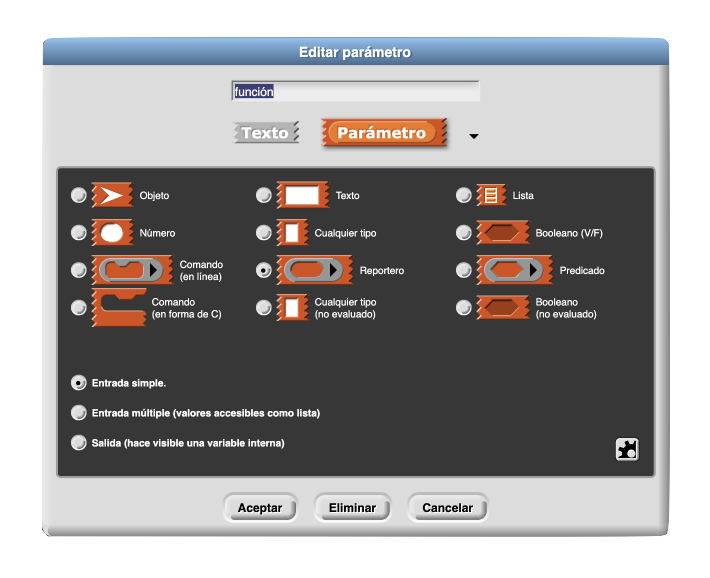 Editar parámetro
función
Texto
Parámetro
Objeto
Texto
Lista
Número
Cualquier tipo
Booleano (V/F)
Comando
(en línea)
Reportero
Predicado
Comando
(en forma de C)
Cualquier tipo
(no evaluado)
Booleano
(no evaluado)
Entrada simple.
Entrada múltiple (valores accesibles como lista)
Salida (hace visible una variable interna)
Aceptar
Eliminar
Cancelar